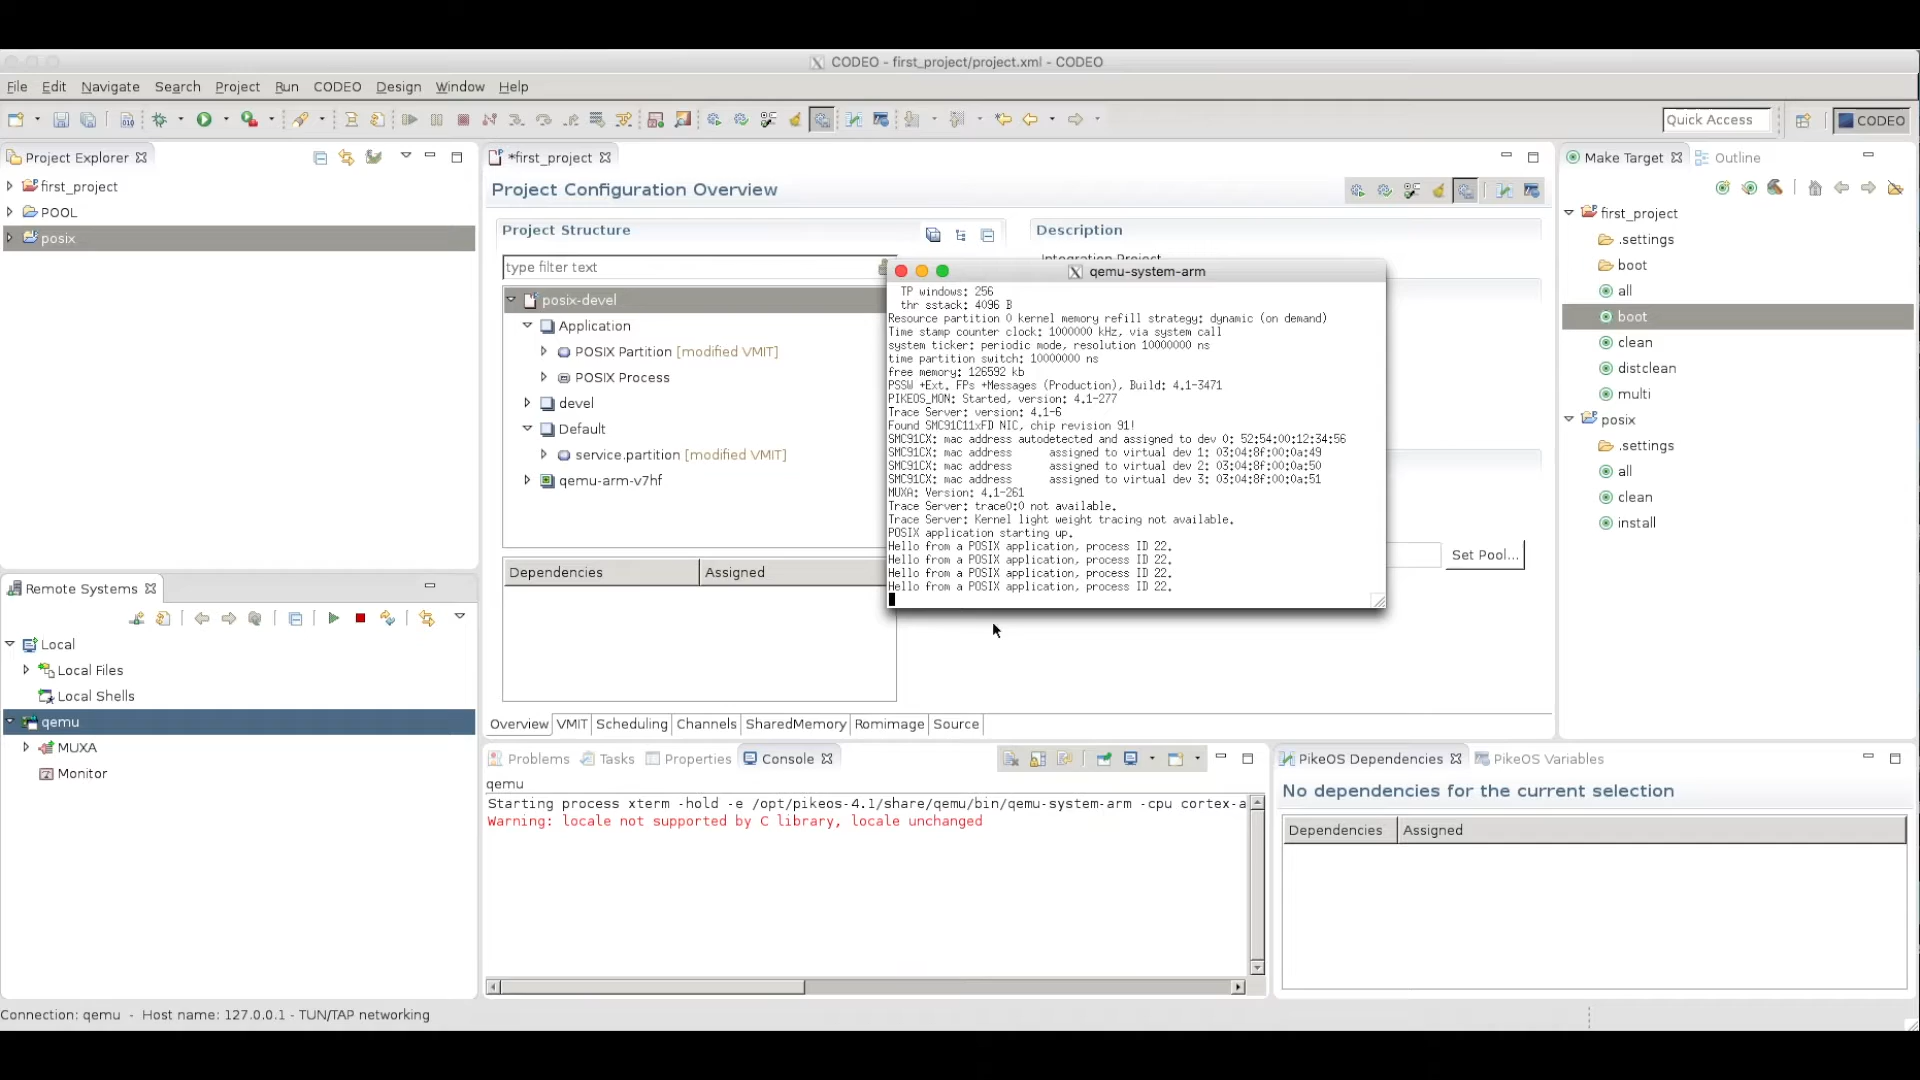 CODEO - first_project/project.xml - CODEO
File Edit Navigate Search Project Run CODEO Design Window Help
Quick Access
CODEO
Project Explorer
first_project
POOL
posix
*first_project
Project Configuration Overview
Project Structure
type filter text
posix-devel
Application
POSIX Partition [modified VMIT]
POSIX Process
devel
Default
service.partition [modified VMIT]
qemu-arm-v7hf
Dependencies Assigned
Description
Integration Project
Set Pool...
qemu-system-arm
TP windows: 256
thr sstack: 4096 B
Resource partition 0 kernel memory refill strategy: dynamic (on demand)
Time stamp counter clock: 1000000 kHz, via system call
system ticker: periodic mode, resolution 10000000 ns
time partition switch: 10000000 ns
free memory: 126592 kb
PSSW +Ext. FPs +Messages (Production), Build: 4.1-3471
PIKEOS_MON: Started, version: 4.1-277
Trace Server: version: 4.1-6
Found SMC91C11xFD NIC, chip revision 91!
SMC91CX: mac address autodetected and assigned to dev 0: 52:54:00:12:34:56
SMC91CX: mac address assigned to virtual dev 1: 03:04:8f:00:0a:49
SMC91CX: mac address assigned to virtual dev 2: 03:04:8f:00:0a:50
SMC91CX: mac address assigned to virtual dev 3: 03:04:8f:00:0a:51
MUXA: Version: 4.1-261
Trace Server: trace0:0 not available.
Trace Server: Kernel light weight tracing not available.
POSIX application starting up.
Hello from a POSIX application, process ID 22.
Hello from a POSIX application, process ID 22.
Hello from a POSIX application, process ID 22.
Hello from a POSIX application, process ID 22.
Overview VMIT Scheduling Channels SharedMemory Romimage Source
Make Target Outline
first_project
.settings
boot
all
boot
clean
distclean
multi
posix
.settings
all
clean
install
Remote Systems
Local
Local Files
Local Shells
qemu
MUXA
Monitor
Problems Tasks Properties Console
qemu
Starting process xterm -hold -e /opt/pikeos-4.1/share/qemu/bin/qemu-system-arm -cpu cortex-a
Warning: locale not supported by C library, locale unchanged
PikeOS Dependencies PikeOS Variables
No dependencies for the current selection
Dependencies Assigned
Connection: qemu - Host name: 127.0.0.1 - TUN/TAP networking